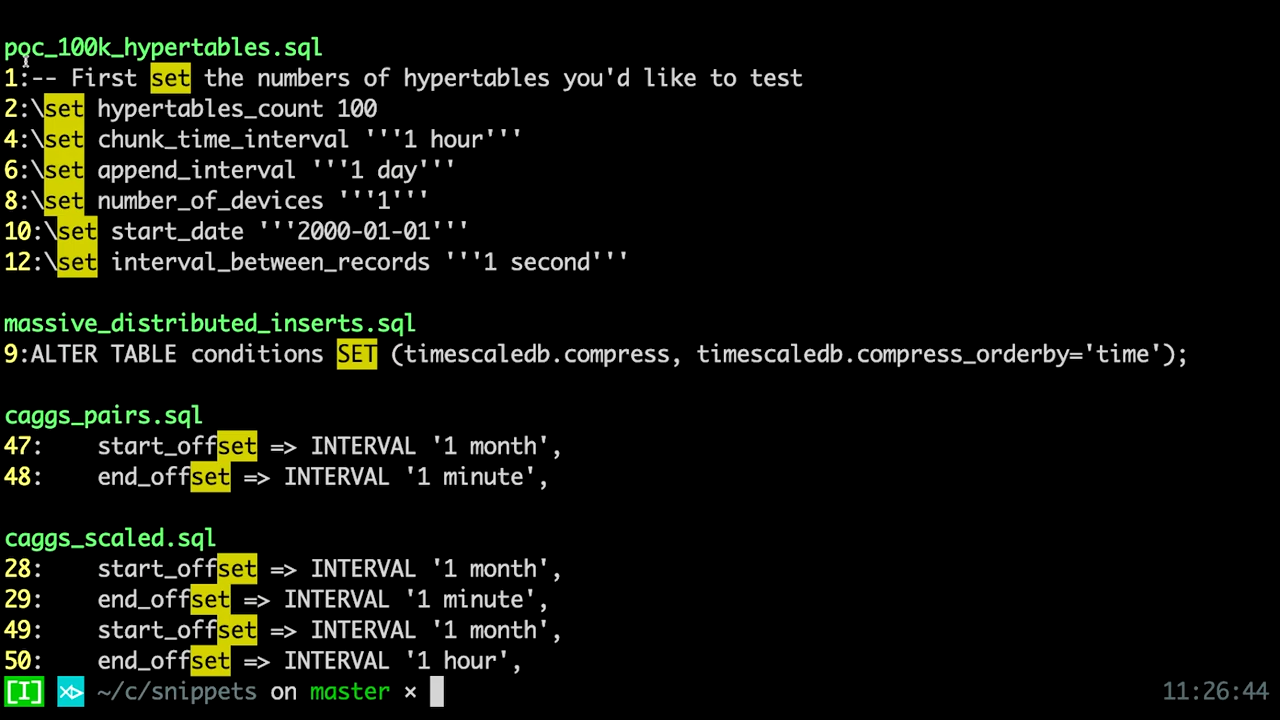 poc_100k_hypertables.sql
1:-- First set the numbers of hypertables you'd like to test
2:\set hypertables_count 100
4:\set chunk_time_interval '''1 hour'''
6:\set append_interval '''1 day'''
8:\set number_of_devices '''1'''
10:\set start_date '''2000-01-01'''
12:\set interval_between_records '''1 second'''
massive_distributed_inserts.sql
9:ALTER TABLE conditions SET (timescaledb.compress, timescaledb.compress_orderby='time');
caggs_pairs.sql
47:    start_offset => INTERVAL '1 month',
48:    end_offset => INTERVAL '1 minute',
caggs_scaled.sql
28:    start_offset => INTERVAL '1 month',
29:    end_offset => INTERVAL '1 minute',
49:    start_offset => INTERVAL '1 month',
50:    end_offset => INTERVAL '1 hour',
[I] ~/c/snippets on master × 11:26:44